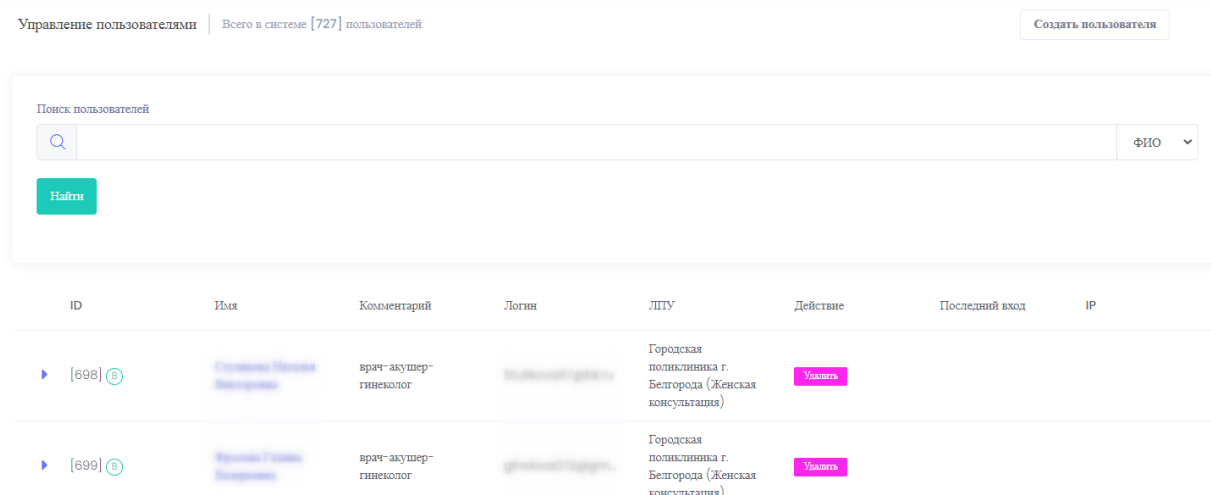 Управление пользователями Всего в системе [727] пользователей Создать пользователя
Поиск пользователей
ФИО
Найти
ID Имя Комментарий Логин ЛПУ Действие Последний вход IP
Городская
[698] B врач-акушер- поликлиника г. Удалить
гинеколог Белгорода (Женская
консультация)
Городская
[699] B врач-акушер- поликлиника г. Удалить
гинеколог Белгорода (Женская
консультация)